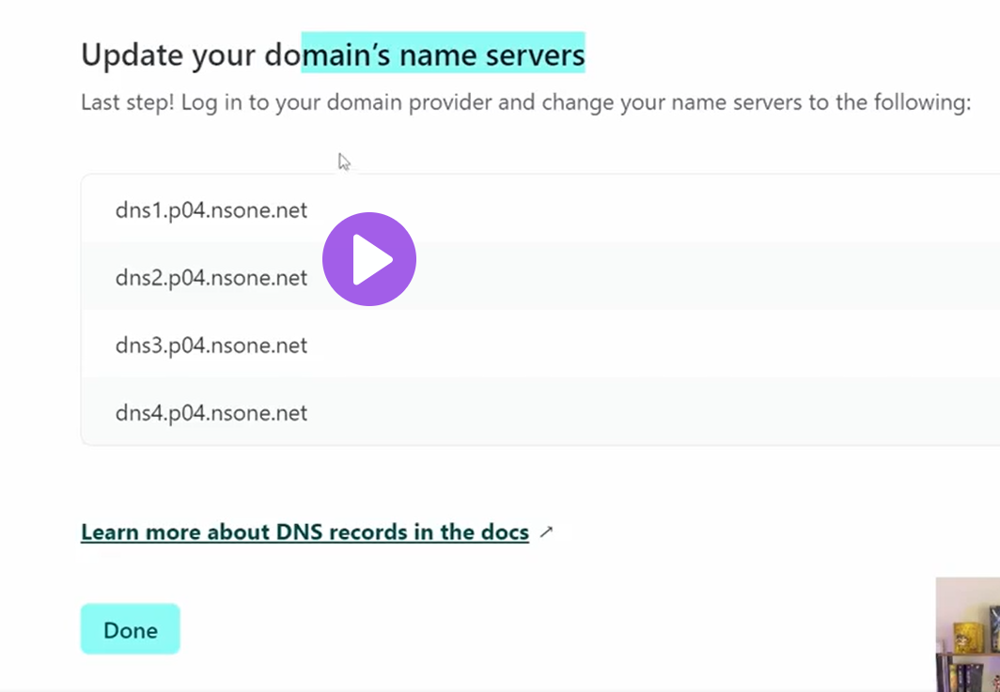 Update your domain’s name servers
Last step! Log in to your domain provider and change your name servers to the following:
dns1.p04.nsone.net
dns2.p04.nsone.net
dns3.p04.nsone.net
dns4.p04.nsone.net
Learn more about DNS records in the docs ↗
Done